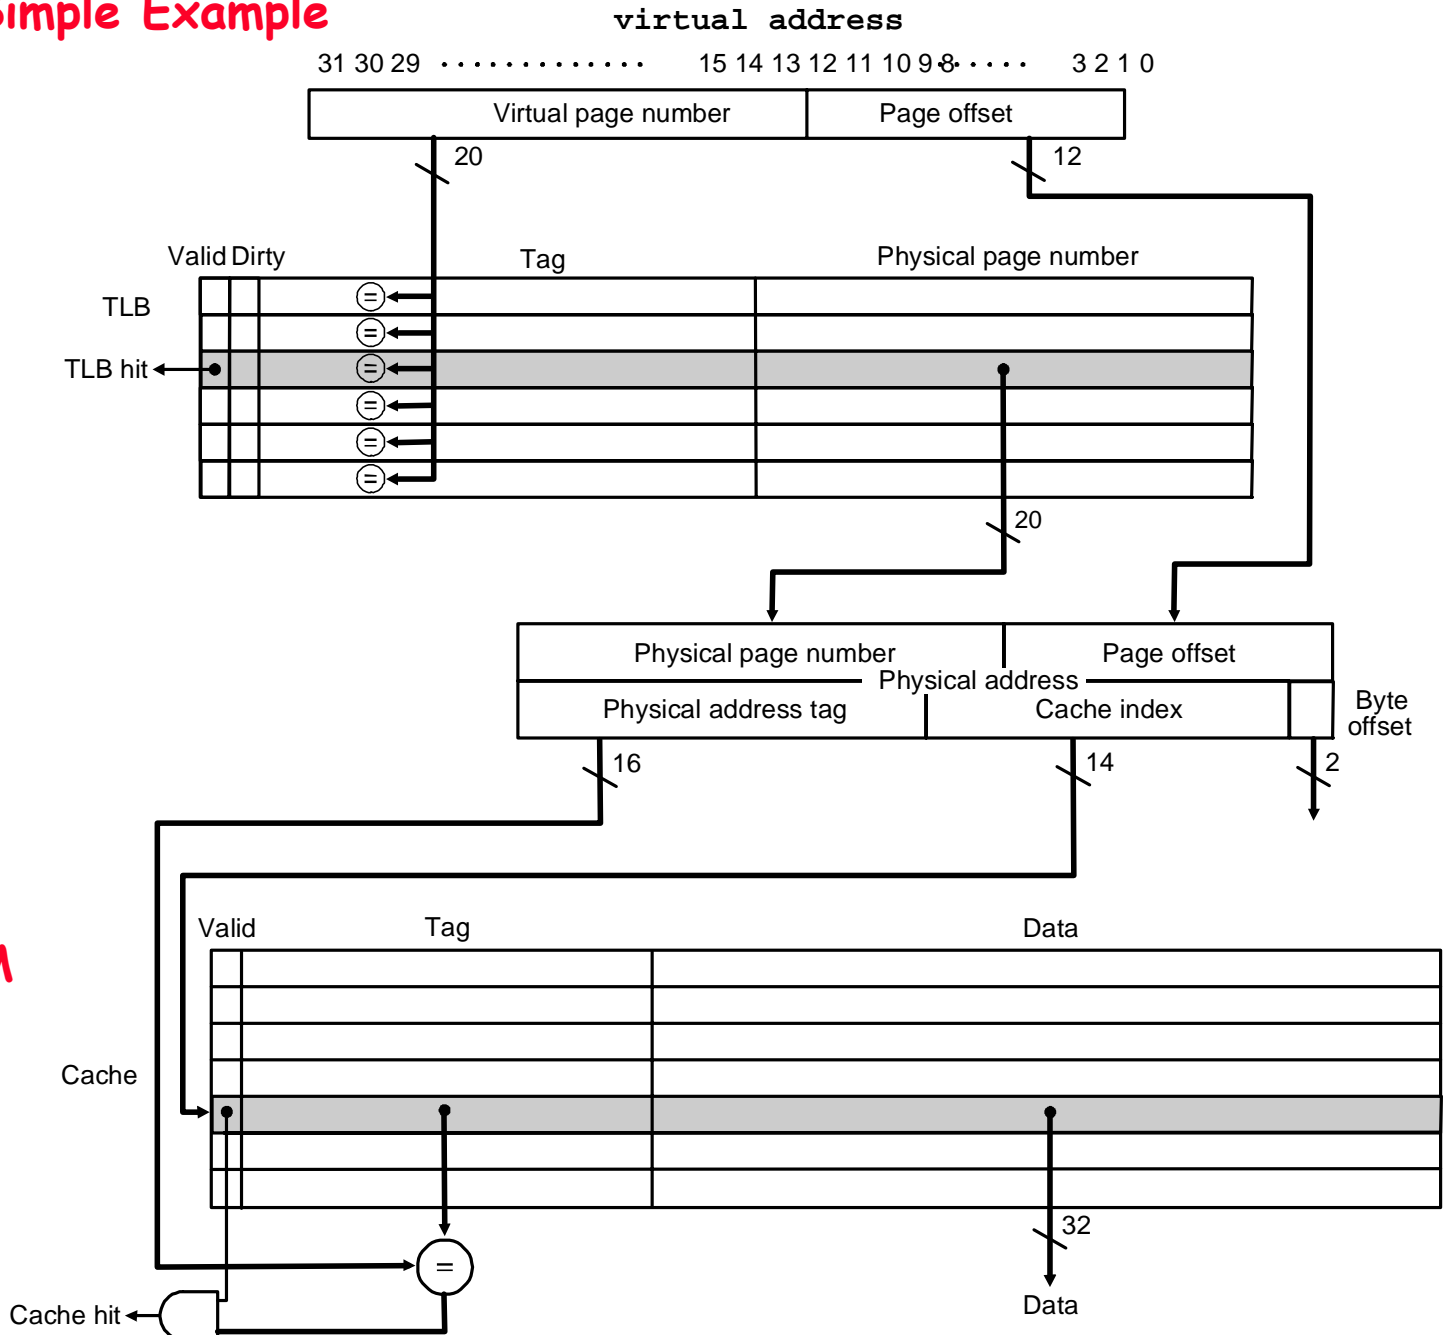 Simple Example
virtual address
31 30 29 ············· 15 14 13 12 11 10 9 8 ····· 3 2 1 0
Virtual page number Page offset
20 12
Valid Dirty Tag Physical page number
TLB
=
=
TLB hit =
=
=
=
20
Physical page number Page offset
Physical address
Physical address tag Cache index Byte offset
16 14 2
Valid Tag Data
Cache
32
=
Cache hit Data